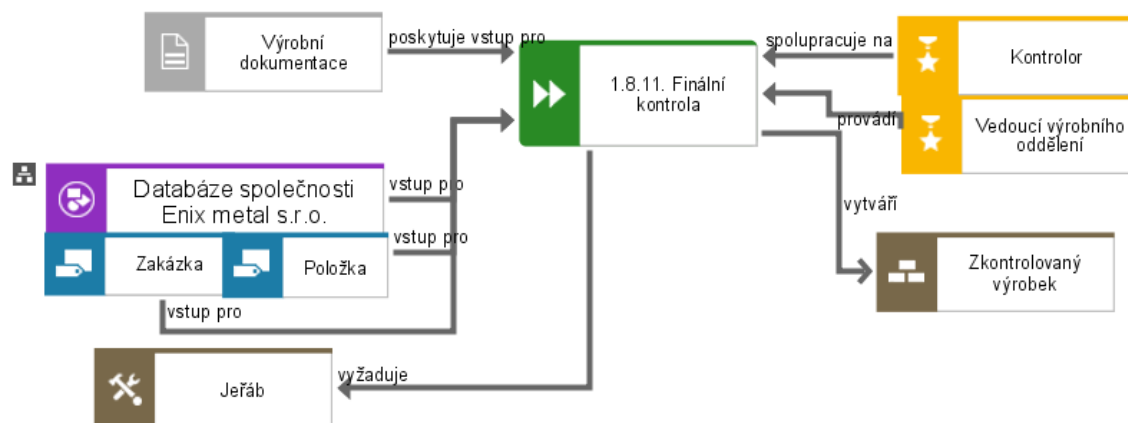 Výrobní
dokumentace
poskytuje vstup pro
1.8.11. Finální
kontrola
spolupracuje na
Kontrolor
provádí
Vedoucí výrobního
oddělení
Databáze společnosti
Enix metal s.r.o.
vstup pro
vytváří
Zakázka
Položka
vstup pro
Zkontrolovaný
výrobek
vstup pro
Jeřáb
vyžaduje